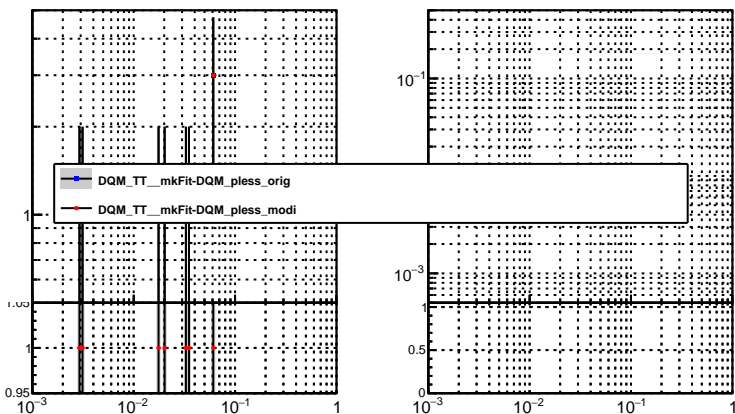 10⁻¹
DQM_TT__mkFit-DQM_pless_orig
DQM_TT__mkFit-DQM_pless_modi
1
10⁻³
1.05
1
1
0.5
0.95
0
10⁻³ 10⁻² 10⁻¹ 1
10⁻³ 10⁻² 10⁻¹ 1